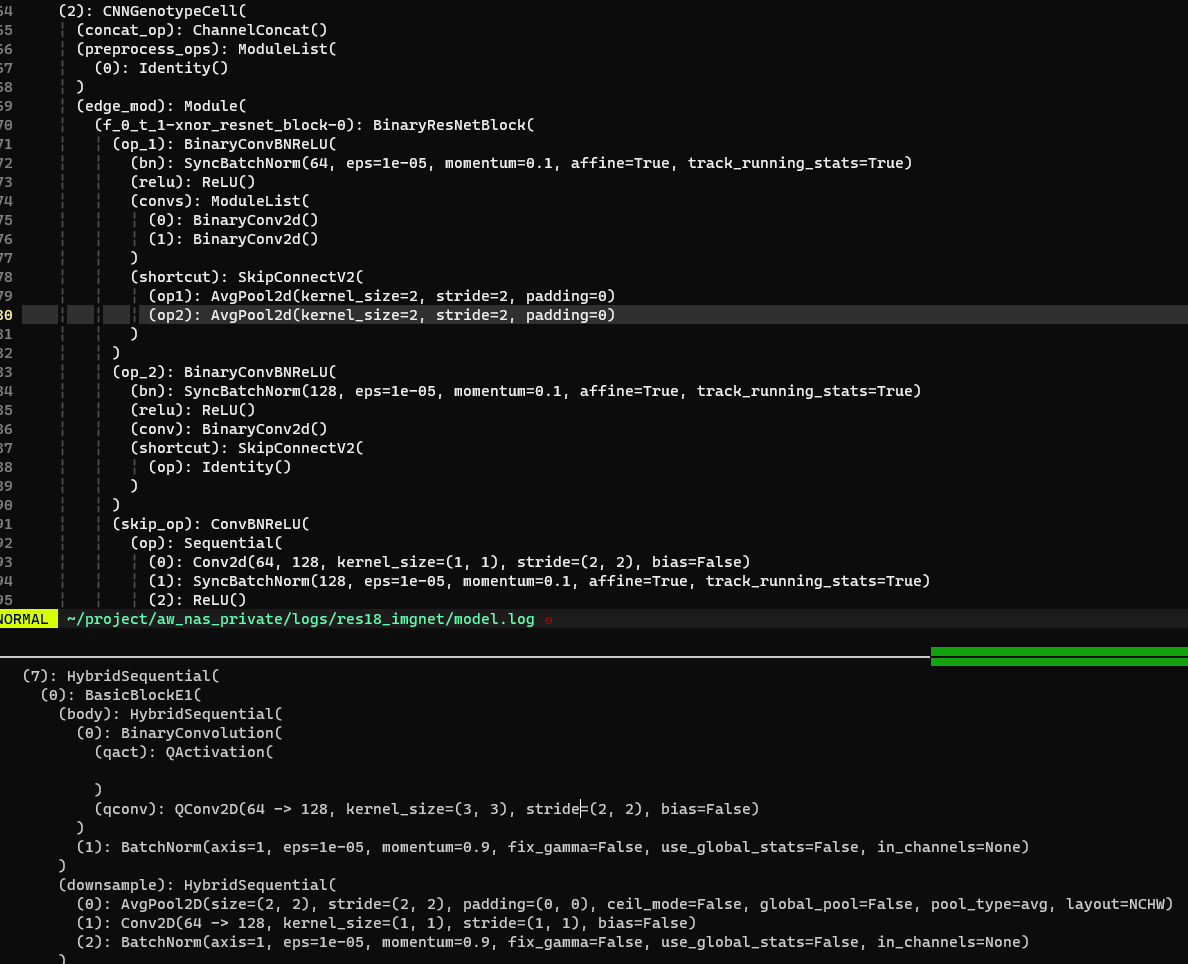 64     (2): CNNGenotypeCell(
65       (concat_op): ChannelConcat()
66       (preprocess_ops): ModuleList(
67         (0): Identity()
68       )
69       (edge_mod): Module(
70         (f_0_t_1-xnor_resnet_block-0): BinaryResNetBlock(
71           (op_1): BinaryConvBNReLU(
72             (bn): SyncBatchNorm(64, eps=1e-05, momentum=0.1, affine=True, track_running_stats=True)
73             (relu): ReLU()
74             (convs): ModuleList(
75               (0): BinaryConv2d()
76               (1): BinaryConv2d()
77             )
78             (shortcut): SkipConnectV2(
79               (op1): AvgPool2d(kernel_size=2, stride=2, padding=0)
80               (op2): AvgPool2d(kernel_size=2, stride=2, padding=0)
81             )
82           )
83           (op_2): BinaryConvBNReLU(
84             (bn): SyncBatchNorm(128, eps=1e-05, momentum=0.1, affine=True, track_running_stats=True)
85             (relu): ReLU()
86             (conv): BinaryConv2d()
87             (shortcut): SkipConnectV2(
88               (op): Identity()
89             )
90           )
91           (skip_op): ConvBNReLU(
92             (op): Sequential(
93               (0): Conv2d(64, 128, kernel_size=(1, 1), stride=(2, 2), bias=False)
94               (1): SyncBatchNorm(128, eps=1e-05, momentum=0.1, affine=True, track_running_stats=True)
95               (2): ReLU()
NORMAL ~/project/aw_nas_private/logs/res18_imgnet/model.log
(7): HybridSequential(
  (0): BasicBlockE1(
    (body): HybridSequential(
      (0): BinaryConvolution(
        (qact): QActivation(
        )
        (qconv): QConv2D(64 -> 128, kernel_size=(3, 3), stride=(2, 2), bias=False)
      )
      (1): BatchNorm(axis=1, eps=1e-05, momentum=0.9, fix_gamma=False, use_global_stats=False, in_channels=None)
    )
    (downsample): HybridSequential(
      (0): AvgPool2D(size=(2, 2), stride=(2, 2), padding=(0, 0), ceil_mode=False, global_pool=False, pool_type=avg, layout=NCHW)
      (1): Conv2D(64 -> 128, kernel_size=(1, 1), stride=(1, 1), bias=False)
      (2): BatchNorm(axis=1, eps=1e-05, momentum=0.9, fix_gamma=False, use_global_stats=False, in_channels=None)
    )